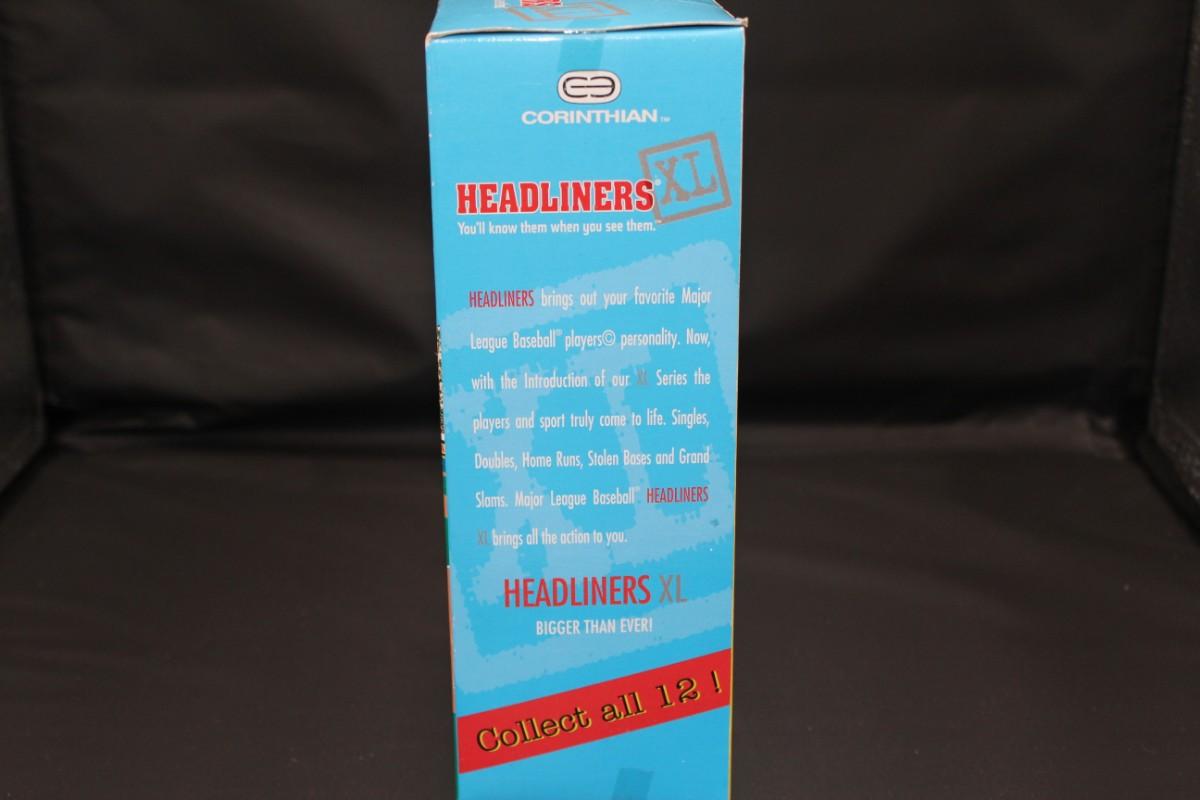 CORINTHIAN™
HEADLINERS® XL
You'll know them when you see them.™
HEADLINERS brings out your favorite Major
League Baseball® players© personality. Now,
with the Introduction of our XL Series the
players and sport truly come to life. Singles,
Doubles, Home Runs, Stolen Bases and Grand
Slams. Major League Baseball® HEADLINERS
XL brings all the action to you.
HEADLINERS XL
BIGGER THAN EVER!
Collect all 12 !